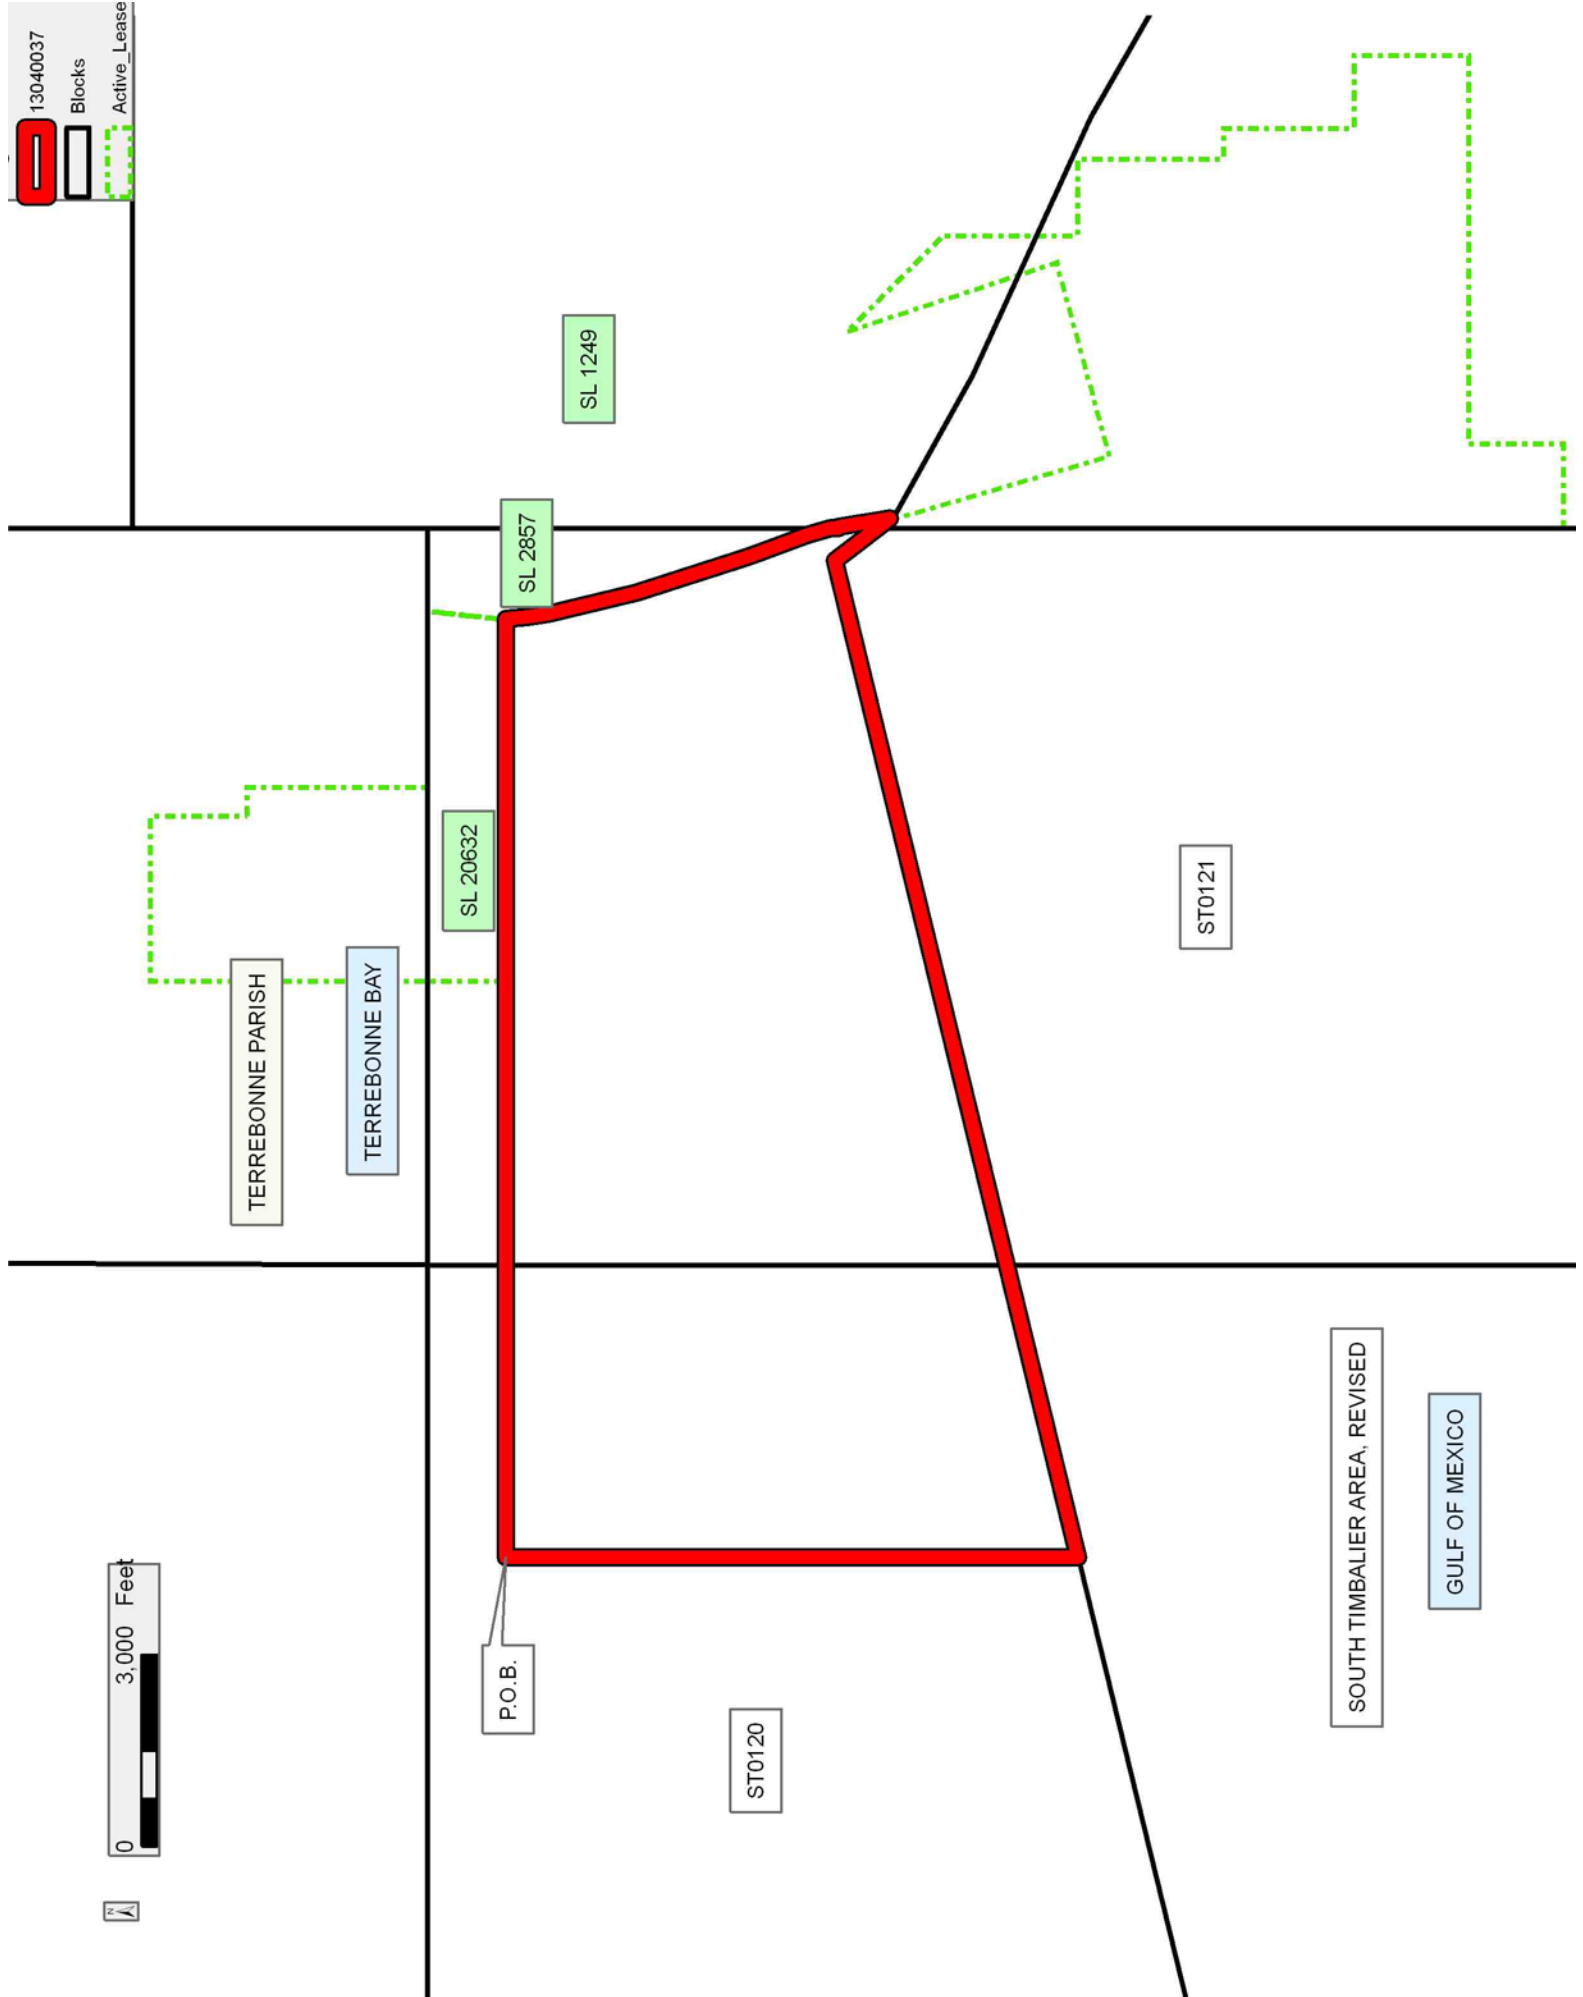 13040037
Blocks
Active_Lease
0 3,000 Feet
N
TERREBONNE PARISH
TERREBONNE BAY
SL 20632
SL 2857
SL 1249
P.O.B.
ST0120
ST0121
SOUTH TIMBALIER AREA, REVISED
GULF OF MEXICO